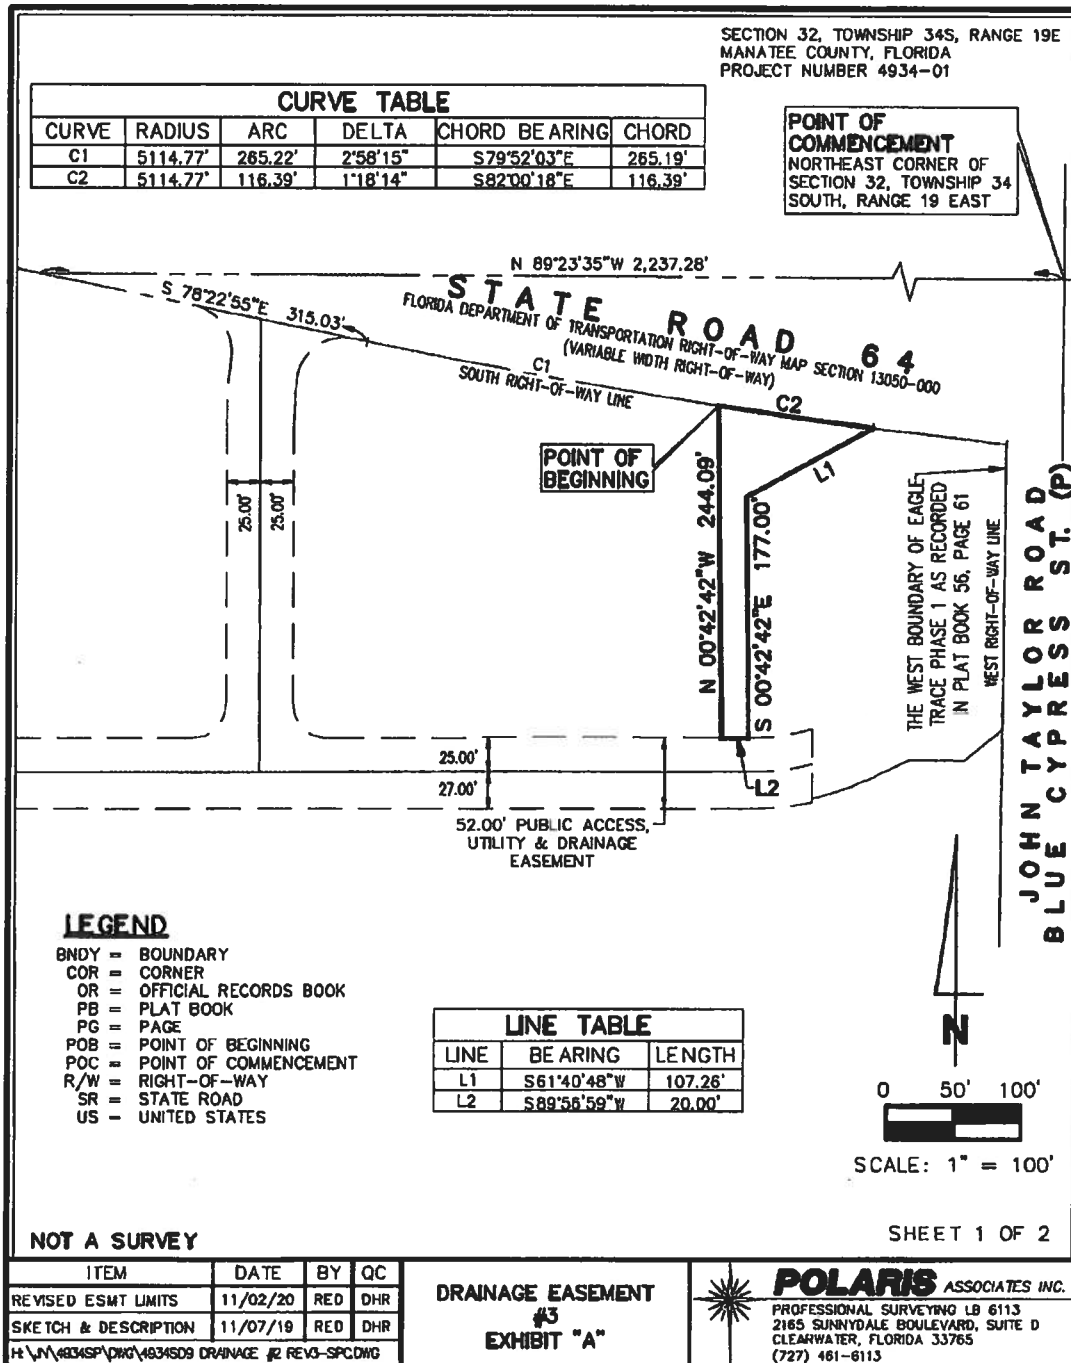 SECTION 32, TOWNSHIP 34S, RANGE 19E
MANATEE COUNTY, FLORIDA
PROJECT NUMBER 4934-01
CURVE TABLE
CURVE RADIUS ARC DELTA CHORD BEARING CHORD
C1 5114.77' 265.22' 2°58'15" S79°52'03"E 265.19'
C2 5114.77' 116.39' 1°18'14" S82°00'18"E 116.39'
POINT OF
COMMENCEMENT
NORTHEAST CORNER OF
SECTION 32, TOWNSHIP 34
SOUTH, RANGE 19 EAST
N 89°23'35"W 2,237.28'
S 78°22'55"E 315.03'
STATE ROAD 64
FLORIDA DEPARTMENT OF TRANSPORTATION RIGHT-OF-WAY MAP SECTION 13050-000
(VARIABLE WIDTH RIGHT-OF-WAY)
C1
SOUTH RIGHT-OF-WAY LINE
C2
POINT OF
BEGINNING
L1
25.00'
25.00'
N 00°42'42"W 244.09'
S 00°42'42"E 177.00'
THE WEST BOUNDARY OF EAGLE
TRACE PHASE 1 AS RECORDED
IN PLAT BOOK 56, PAGE 61
WEST RIGHT-OF-WAY LINE
JOHN TAYLOR ROAD
BLUE CYPRESS ST. (P)
25.00'
27.00'
L2
52.00' PUBLIC ACCESS,
UTILITY & DRAINAGE
EASEMENT
LEGEND
BNDY = BOUNDARY
COR = CORNER
OR = OFFICIAL RECORDS BOOK
PB = PLAT BOOK
PG = PAGE
POB = POINT OF BEGINNING
POC = POINT OF COMMENCEMENT
R/W = RIGHT-OF-WAY
SR = STATE ROAD
US = UNITED STATES
LINE TABLE
LINE BEARING LENGTH
L1 S61°40'48"W 107.26'
L2 S89°56'59"W 20.00'
N
0 50' 100'
SCALE: 1" = 100'
NOT A SURVEY
SHEET 1 OF 2
ITEM DATE BY QC
REVISED ESMT LIMITS 11/02/20 RED DHR
SKETCH & DESCRIPTION 11/07/19 RED DHR
H:\JN\4934SP\DWG\4934SD9 DRAINAGE #2 REV3-SPC.DWG
DRAINAGE EASEMENT
#3
EXHIBIT "A"
POLARIS ASSOCIATES INC.
PROFESSIONAL SURVEYING LB 6113
2165 SUNNYDALE BOULEVARD, SUITE D
CLEARWATER, FLORIDA 33765
(727) 461-6113